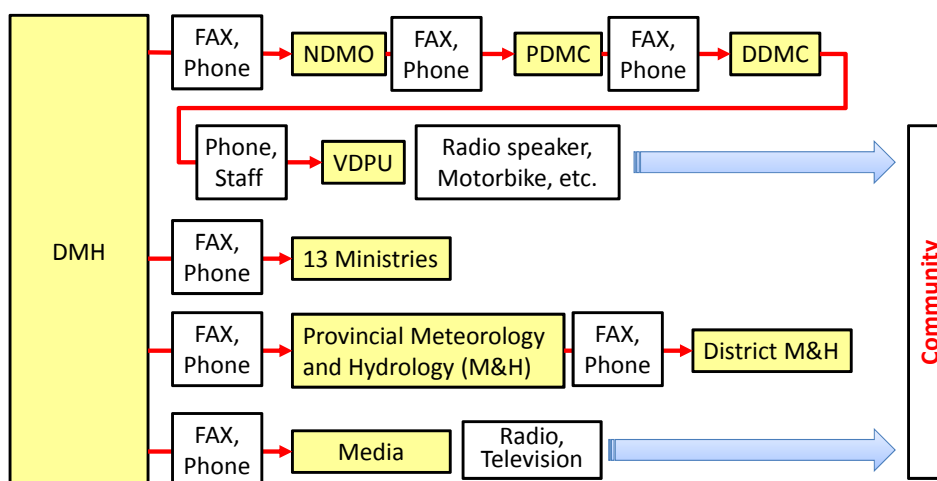 DMH
FAX,
Phone
NDMO
FAX,
Phone
PDMC
FAX,
Phone
DDMC
Phone,
Staff
VDPU
Radio speaker,
Motorbike, etc.
FAX,
Phone
13 Ministries
FAX,
Phone
Provincial Meteorology
and Hydrology (M&H)
FAX,
Phone
District M&H
FAX,
Phone
Media
Radio,
Television
Community